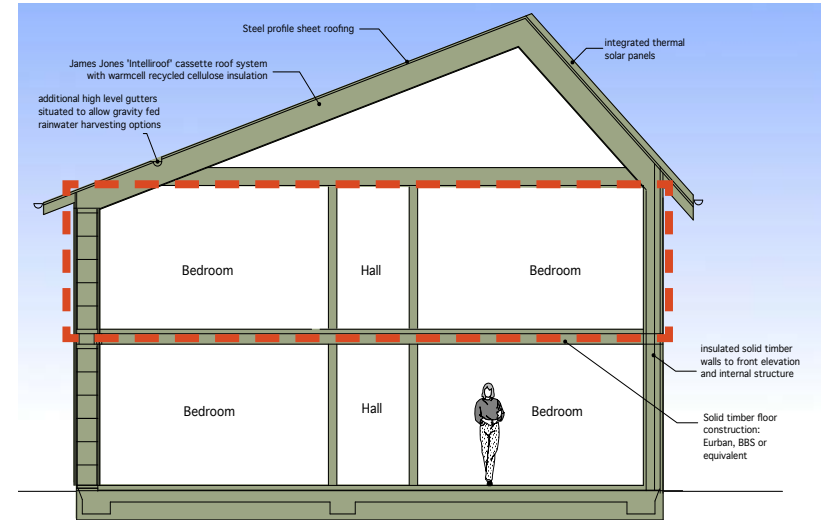 Steel profile sheet roofing
integrated thermal
solar panels
James Jones 'Intelliroof' cassette roof system
with warmcell recycled cellulose insulation
additional high level gutters
situated to allow gravity fed
rainwater harvesting options
Bedroom
Hall
Bedroom
insulated solid timber
walls to front elevation
and internal structure
Bedroom
Hall
Bedroom
Solid timber floor
construction:
Eurban, BBS or
equivalent